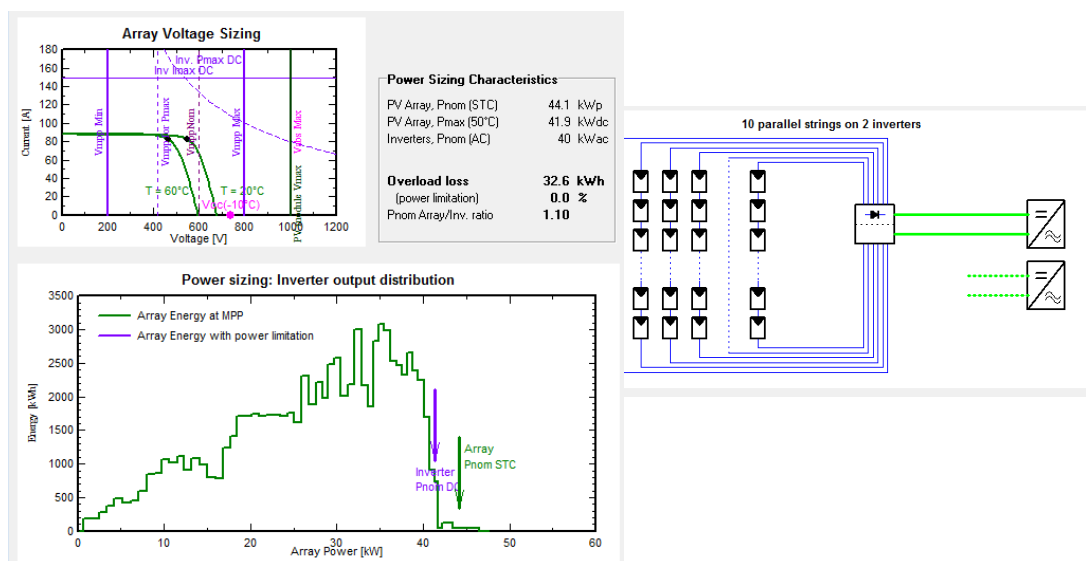 Array Voltage Sizing
180
160
140
120
100
80
60
40
20
0
Current [A]
0
200
400
600
800
1000
1200
Voltage [V]
Inv. Pmax DC
Inv Imax DC
Vmpp Min
Vmpp for Pmax
VmppNom
Vmpp Max
Vabs Max
PV module Vmax
T = 60°C
T = 20°C
Voc(-10°C)
Power Sizing Characteristics
PV Array, Pnom (STC) 44.1 kWp
PV Array, Pmax (50°C) 41.9 kWdc
Inverters, Pnom (AC) 40 kWac
Overload loss 32.6 kWh
(power limitation) 0.0 %
Pnom Array/Inv. ratio 1.10
10 parallel strings on 2 inverters
Power sizing: Inverter output distribution
3500
3000
2500
2000
1500
1000
500
0
Energy [kWh]
Array Energy at MPP
Array Energy with power limitation
Inverter
Pnom DC
Array
Pnom STC
0
10
20
30
40
50
60
Array Power [kW]